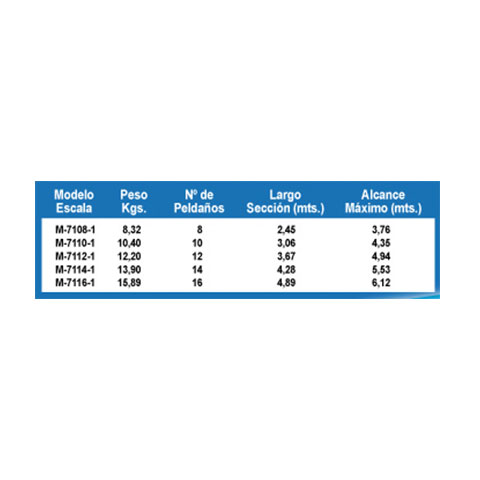 Modelo Escala Peso Kgs. Nº de Peldaños Largo Sección (mts.) Alcance Máximo (mts.)
M-7108-1 8,32 8 2,45 3,76
M-7110-1 10,40 10 3,06 4,35
M-7112-1 12,20 12 3,67 4,94
M-7114-1 13,90 14 4,28 5,53
M-7116-1 15,89 16 4,89 6,12